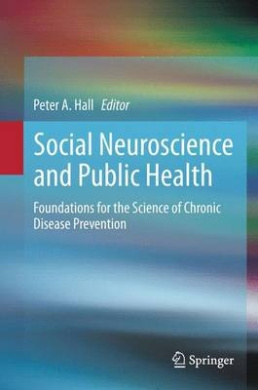 Peter A. Hall Editor
Social Neuroscience
and Public Health
Foundations for the Science of Chronic
Disease Prevention
Springer